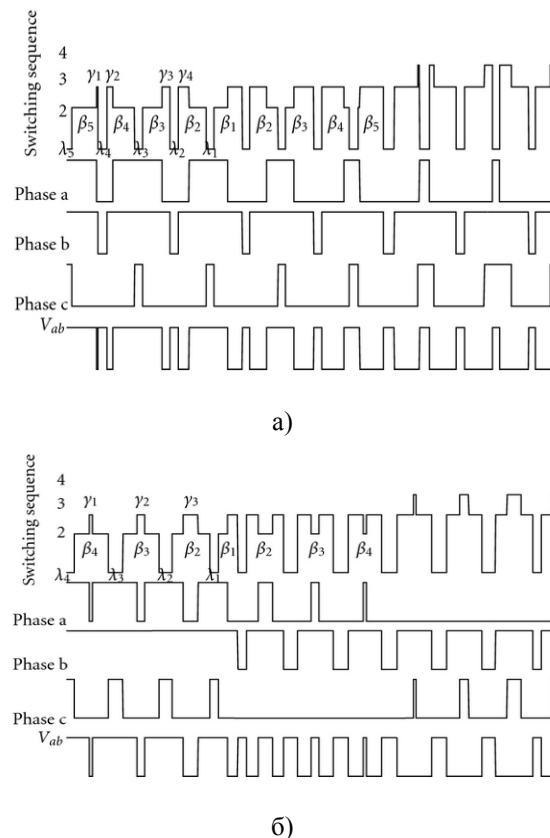 Switching sequence
4
3
2
γ₁ γ₂ γ₃ γ₄
β₅ β₄ β₃ β₂ β₁ β₂ β₃ β₄ β₅
λ₅ λ₄ λ₃ λ₂ λ₁
Phase a
Phase b
Phase c
V_ab
а)
Switching sequence
4
3
2
γ₁ γ₂ γ₃
β₄ β₃ β₂ β₁ β₂ β₃ β₄
λ₄ λ₃ λ₂ λ₁
Phase a
Phase b
Phase c
V_ab
б)